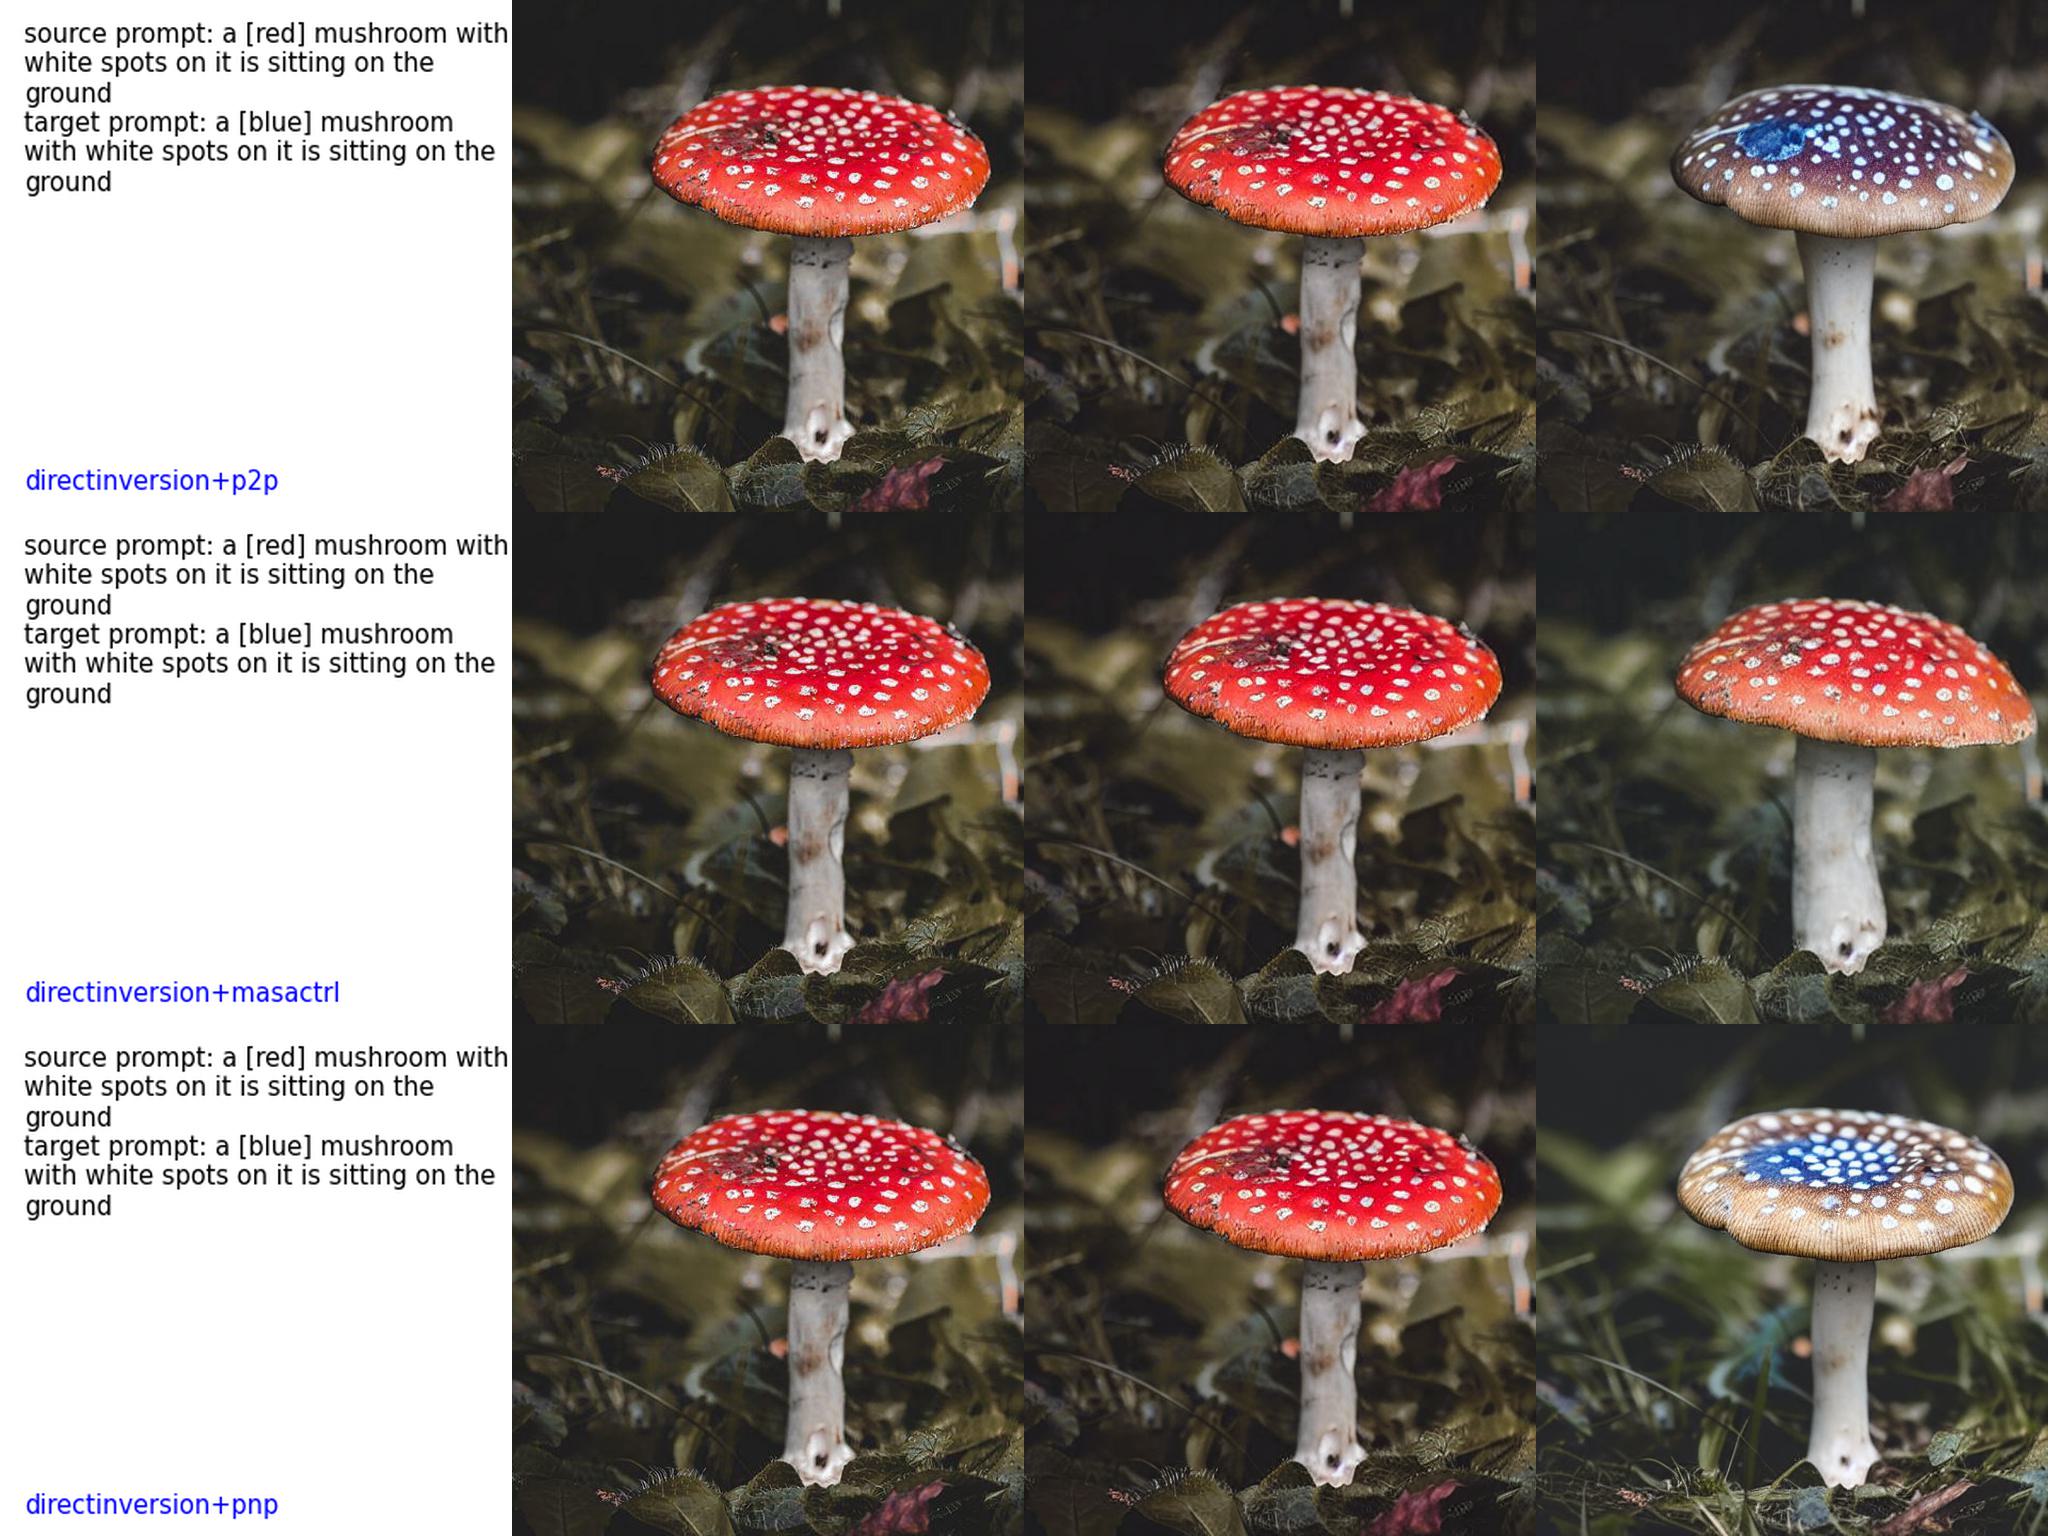 source prompt: a [red] mushroom with
white spots on it is sitting on the
ground
target prompt: a [blue] mushroom
with white spots on it is sitting on the
ground
directinversion+p2p
source prompt: a [red] mushroom with
white spots on it is sitting on the
ground
target prompt: a [blue] mushroom
with white spots on it is sitting on the
ground
directinversion+masactrl
source prompt: a [red] mushroom with
white spots on it is sitting on the
ground
target prompt: a [blue] mushroom
with white spots on it is sitting on the
ground
directinversion+pnp